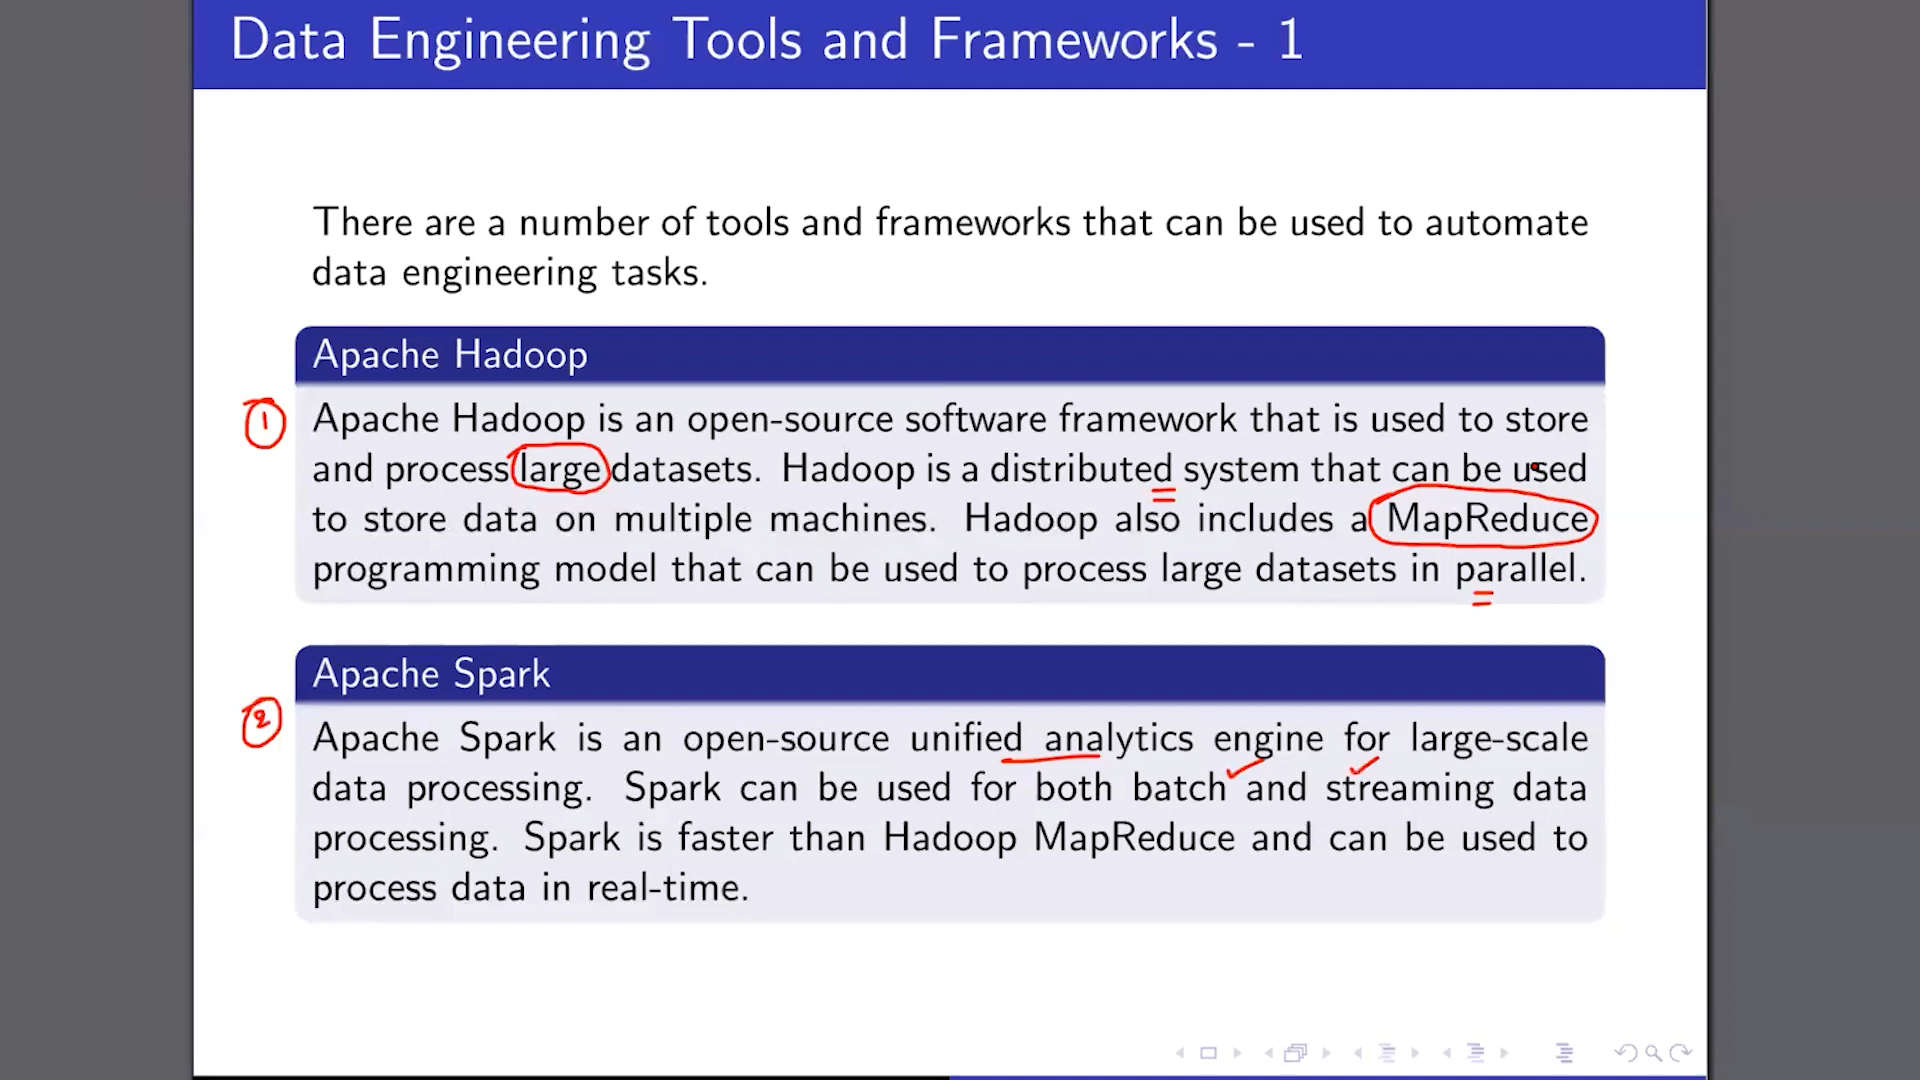 Data Engineering Tools and Frameworks - 1
There are a number of tools and frameworks that can be used to automate
data engineering tasks.
Apache Hadoop
1
Apache Hadoop is an open-source software framework that is used to store
and process large datasets. Hadoop is a distributed system that can be used
to store data on multiple machines. Hadoop also includes a MapReduce
programming model that can be used to process large datasets in parallel.
Apache Spark
2
Apache Spark is an open-source unified analytics engine for large-scale
data processing. Spark can be used for both batch and streaming data
processing. Spark is faster than Hadoop MapReduce and can be used to
process data in real-time.